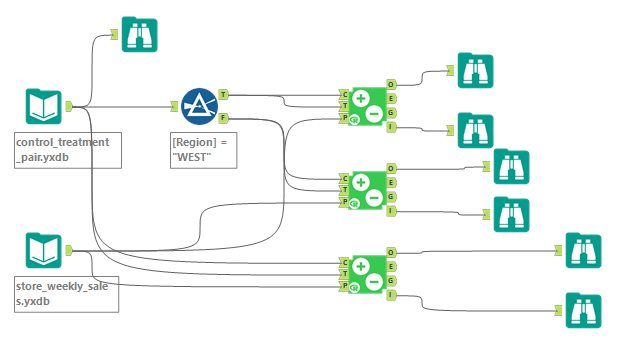 control_treatment
_pair.yxdb
T
F
[Region] =
"WEST"
C
T
P
O
E
G
I
C
T
P
O
E
G
I
store_weekly_sale
s.yxdb
C
T
P
O
E
G
I